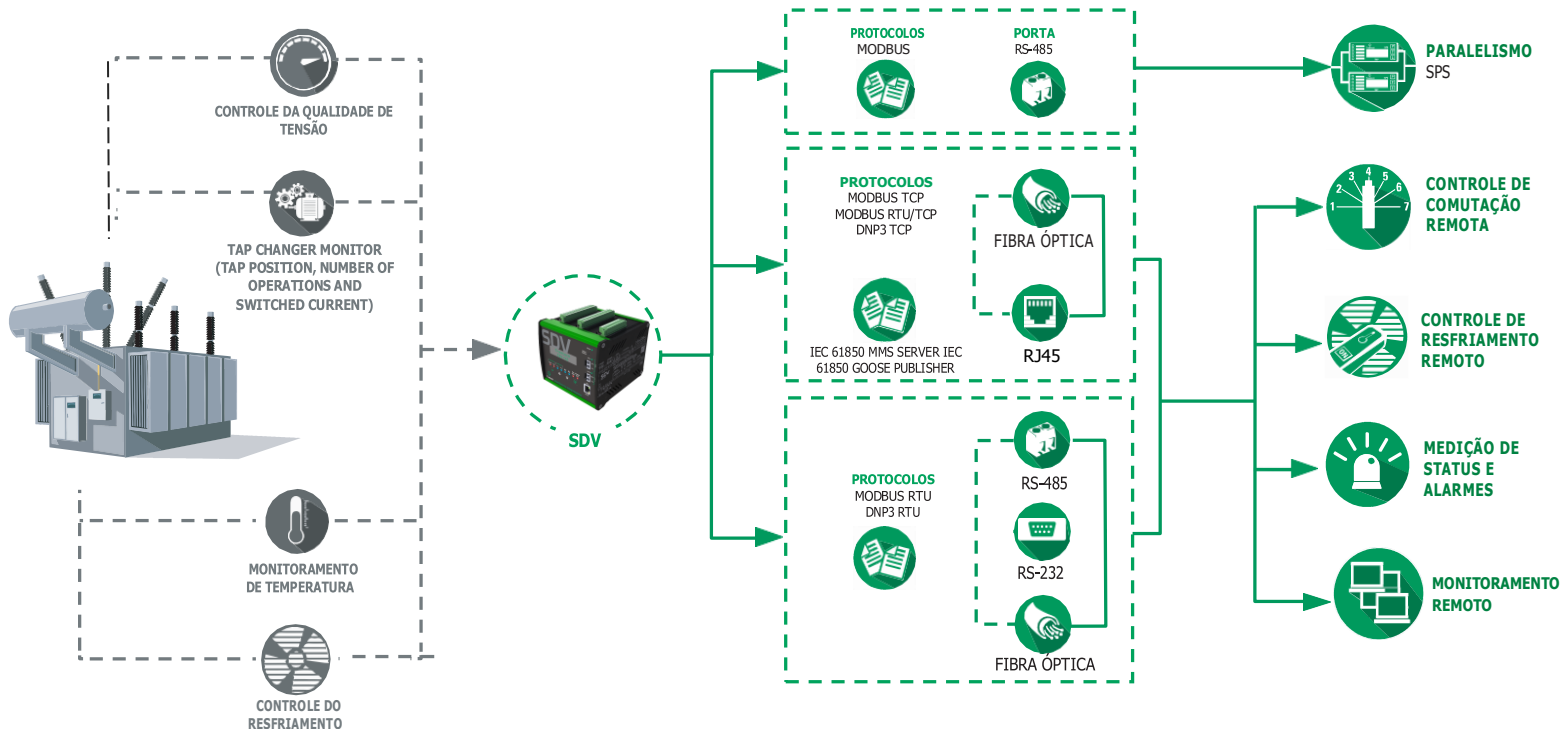 CONTROLE DA QUALIDADE DE
TENSÃO
TAP CHANGER MONITOR
(TAP POSITION, NUMBER OF
OPERATIONS AND
SWITCHED CURRENT)
MONITORAMENTO
DE TEMPERATURA
CONTROLE DO
RESFRIAMENTO
SDV
SDV
PROTOCOLOS
MODBUS
PORTA
RS-485
PROTOCOLOS
MODBUS TCP
MODBUS RTU/TCP
DNP3 TCP
IEC 61850 MMS SERVER IEC
61850 GOOSE PUBLISHER
FIBRA ÓPTICA
RJ45
PROTOCOLOS
MODBUS RTU
DNP3 RTU
RS-485
RS-232
FIBRA ÓPTICA
PARALELISMO
SPS
1 2 3 4 5 6 7
CONTROLE DE
COMUTAÇÃO
REMOTA
ON
CONTROLE DE
RESFRIAMENTO
REMOTO
MEDIÇÃO DE
STATUS E
ALARMES
MONITORAMENTO
REMOTO